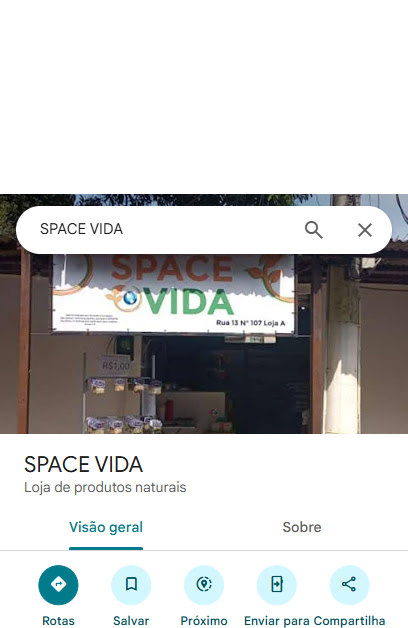 SPACE VIDA
SPACE
VIDA
Rua 13 Nº 107 Loja A
R$1,00
SPACE VIDA
Loja de produtos naturais
Visão geral
Sobre
Rotas
Salvar
Próximo
Enviar para
Compartilha